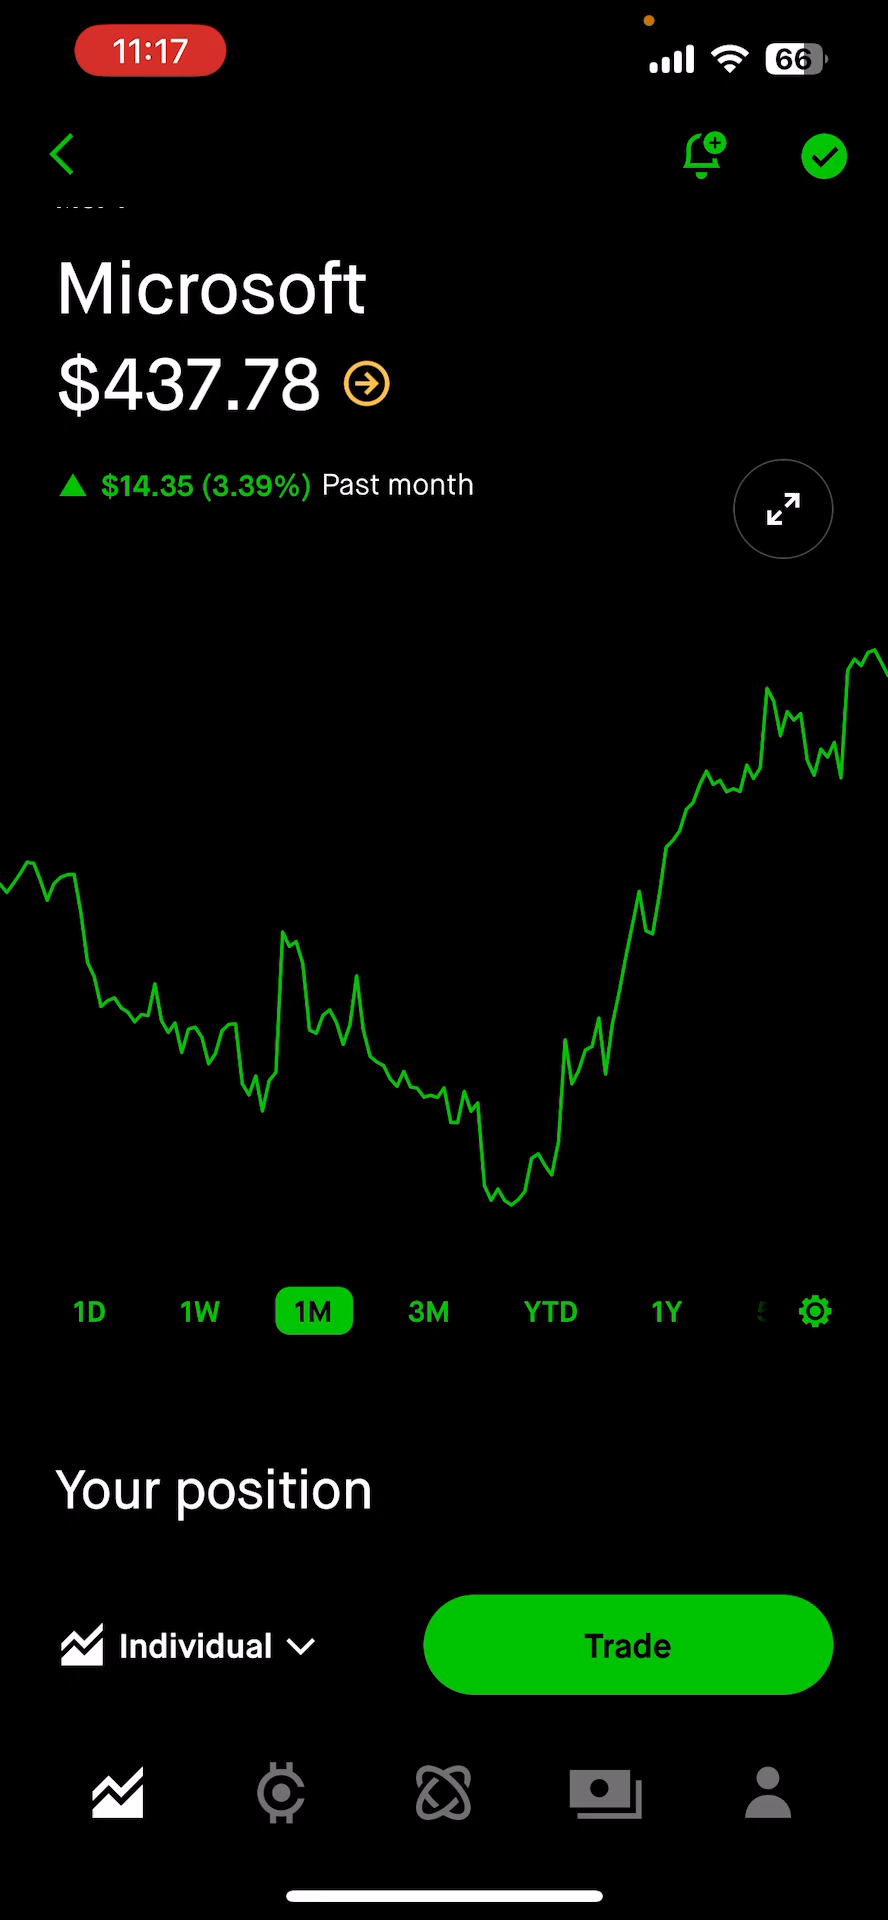 11:17
66
Microsoft
$437.78
$14.35 (3.39%) Past month
1D 1W 1M 3M YTD 1Y
Your position
Individual
Trade